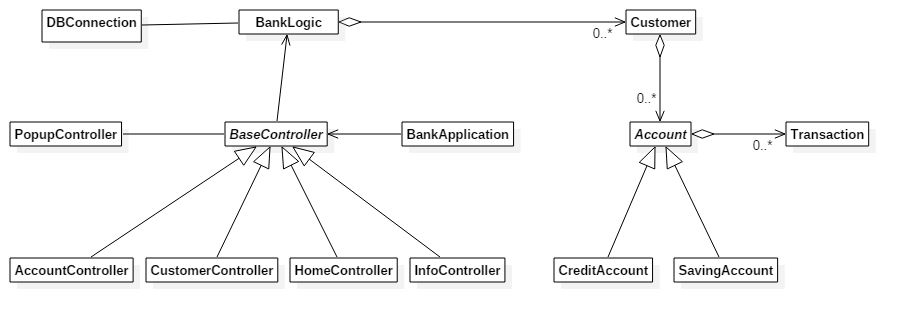 DBConnection
BankLogic
Customer
0..*
0..*
PopupController
BaseController
BankApplication
Account
Transaction
0..*
AccountController
CustomerController
HomeController
InfoController
CreditAccount
SavingAccount